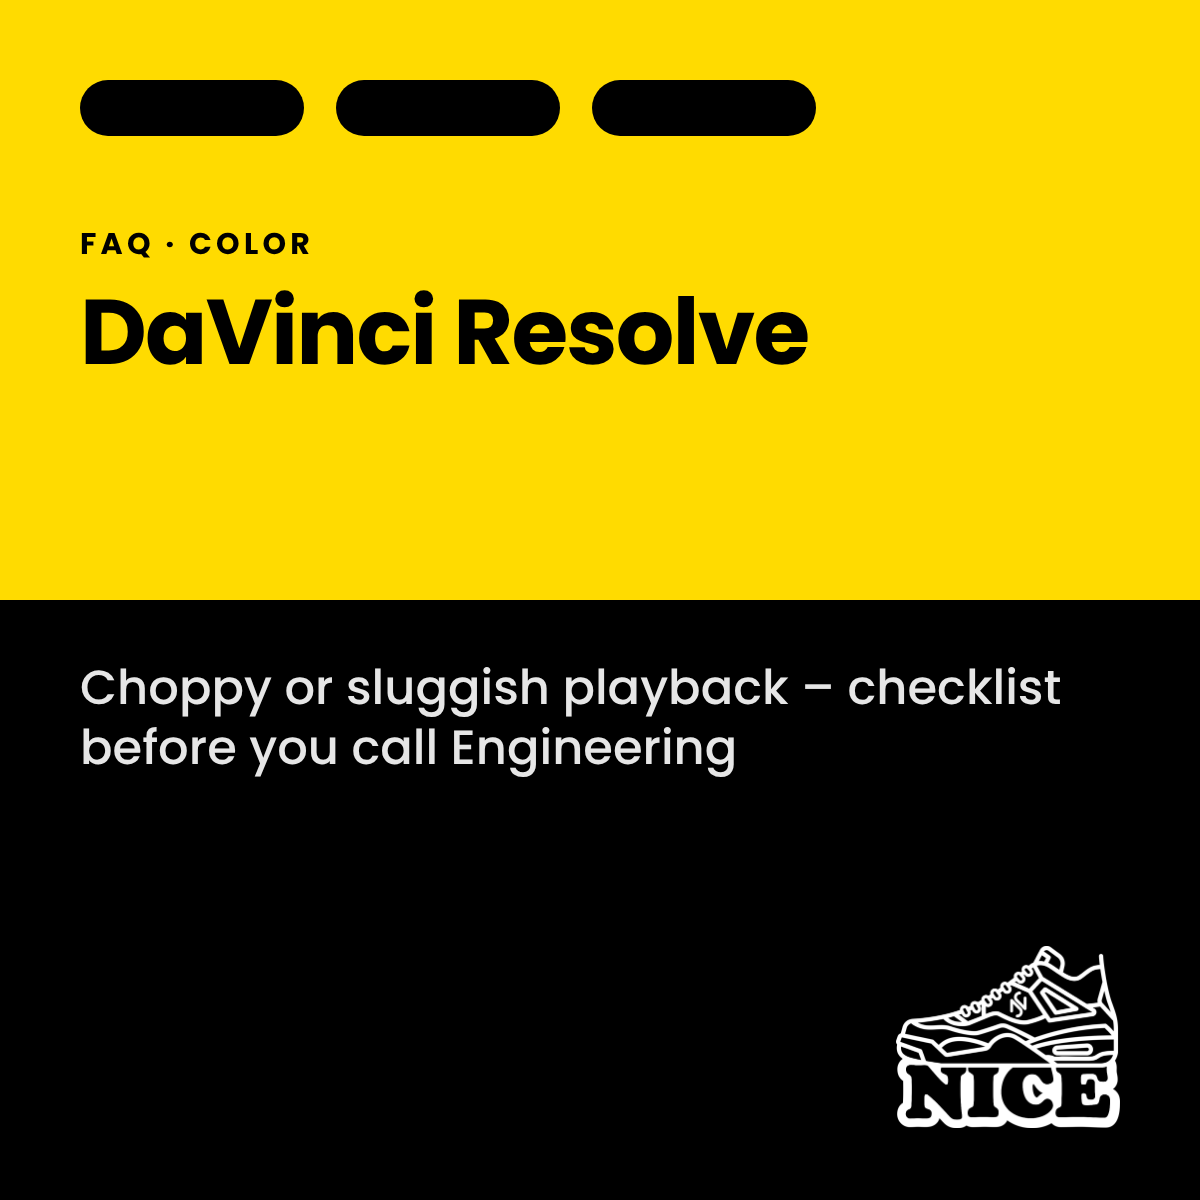 FAQ · COLOR
DaVinci Resolve
Choppy or sluggish playback – checklist
before you call Engineering
NICE